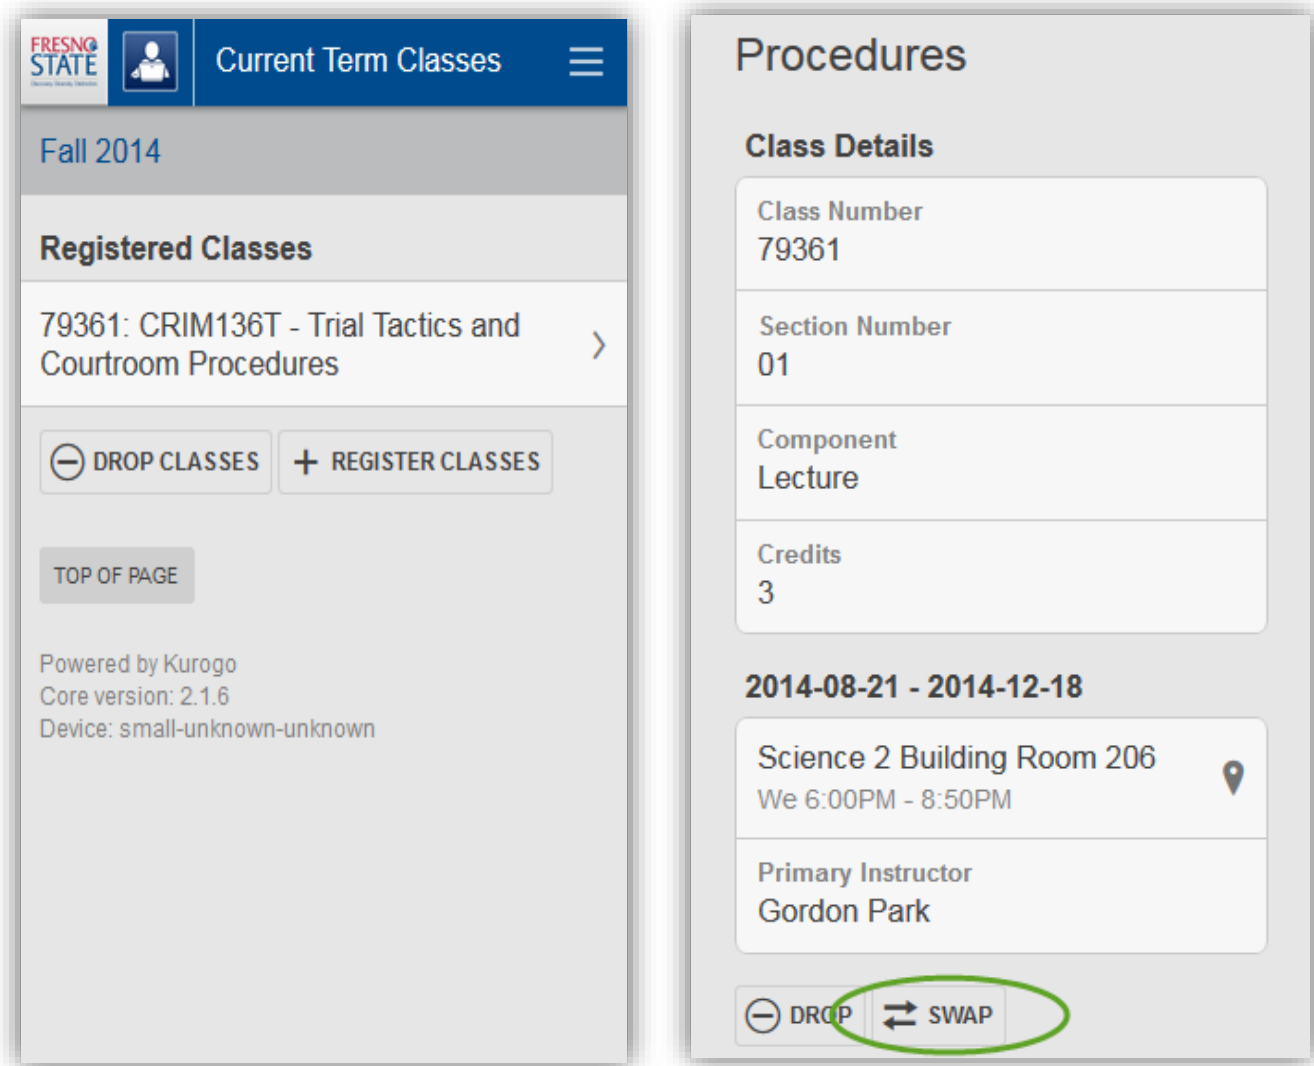 FRESNO
STATE
Current Term Classes
Fall 2014
Registered Classes
79361: CRIM136T - Trial Tactics and
Courtroom Procedures
DROP CLASSES
REGISTER CLASSES
TOP OF PAGE
Powered by Kurogo
Core version: 2.1.6
Device: small-unknown-unknown
Procedures
Class Details
Class Number
79361
Section Number
01
Component
Lecture
Credits
3
2014-08-21 - 2014-12-18
Science 2 Building Room 206
We 6:00PM - 8:50PM
Primary Instructor
Gordon Park
DROP
SWAP